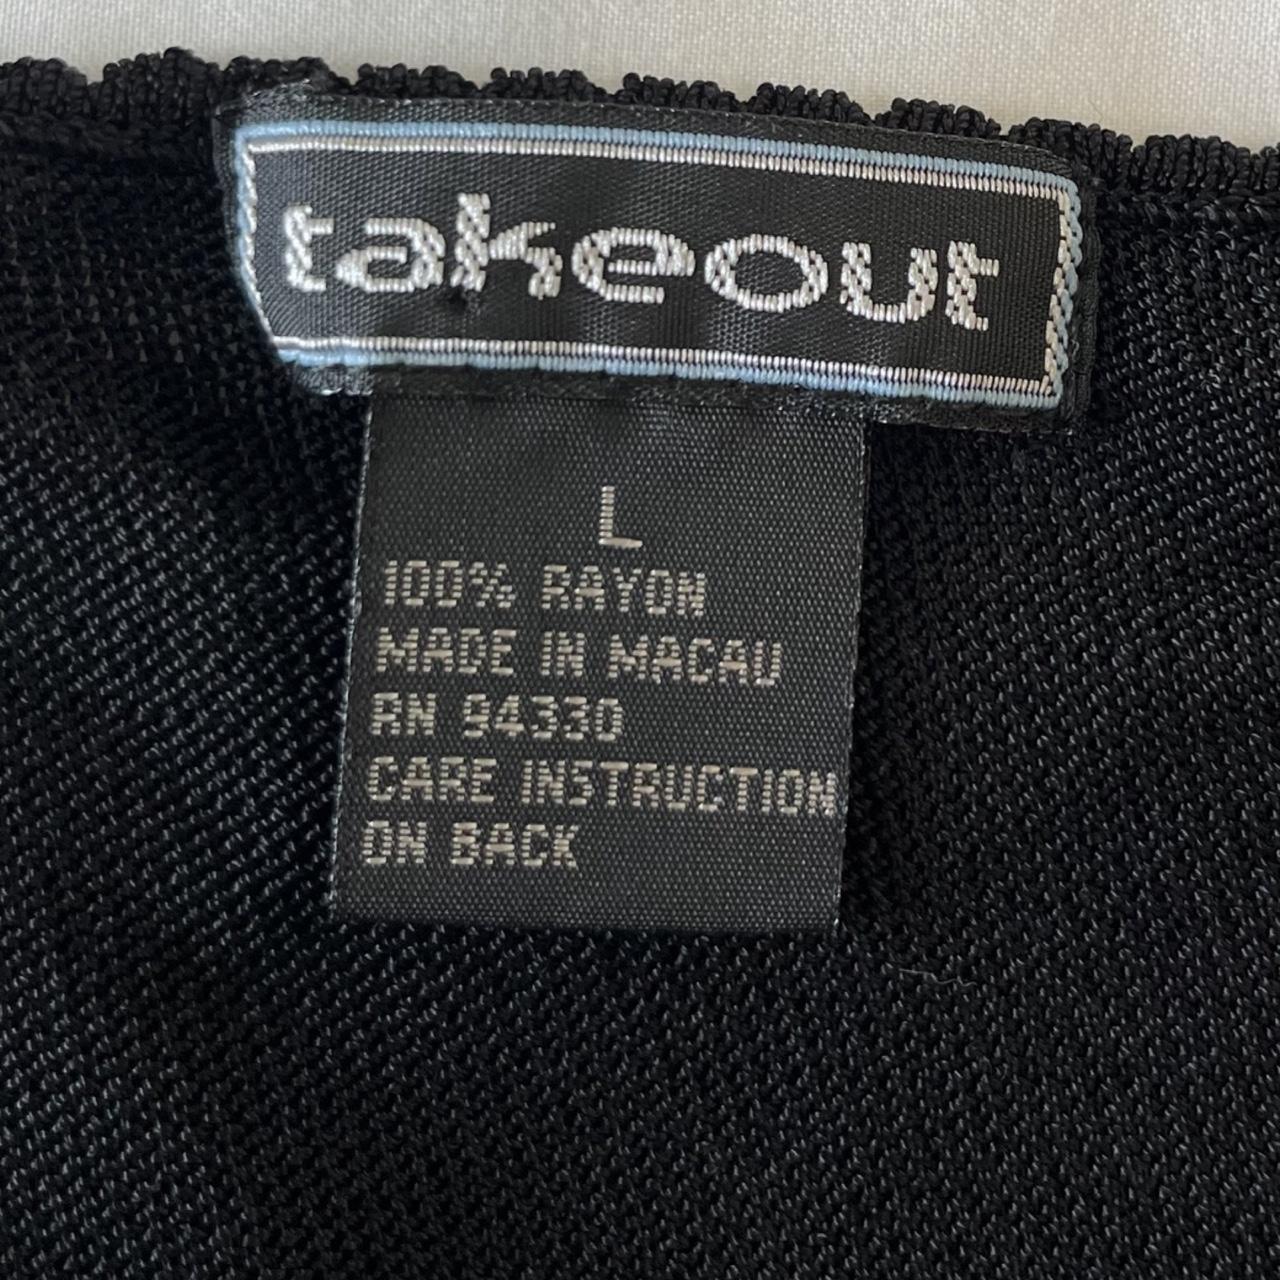 takeout
L
100% RAYON
MADE IN MACAU
RN 94330
CARE INSTRUCTION
ON BACK